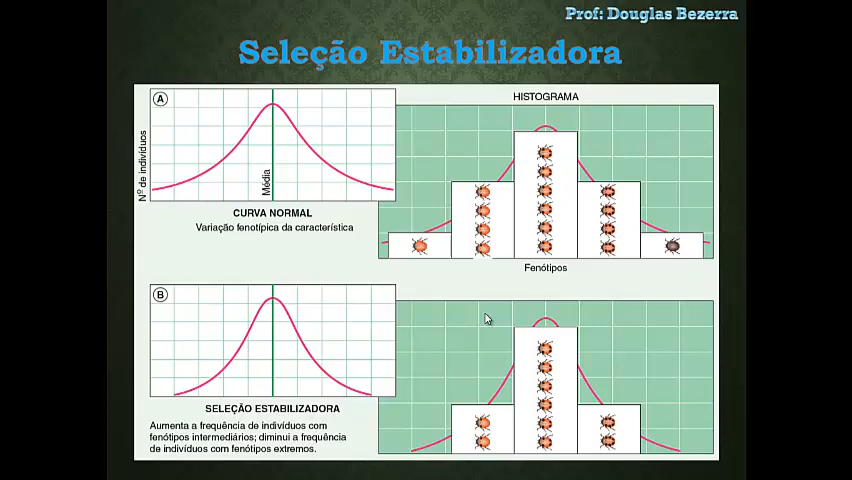 Prof: Douglas Bezerra
Seleção Estabilizadora
A
Nº de indivíduos
Média
CURVA NORMAL
Variação fenotípica da característica
HISTOGRAMA
Fenótipos
B
SELEÇÃO ESTABILIZADORA
Aumenta a frequência de indivíduos com
fenótipos intermediários; diminui a frequência
de indivíduos com fenótipos extremos.